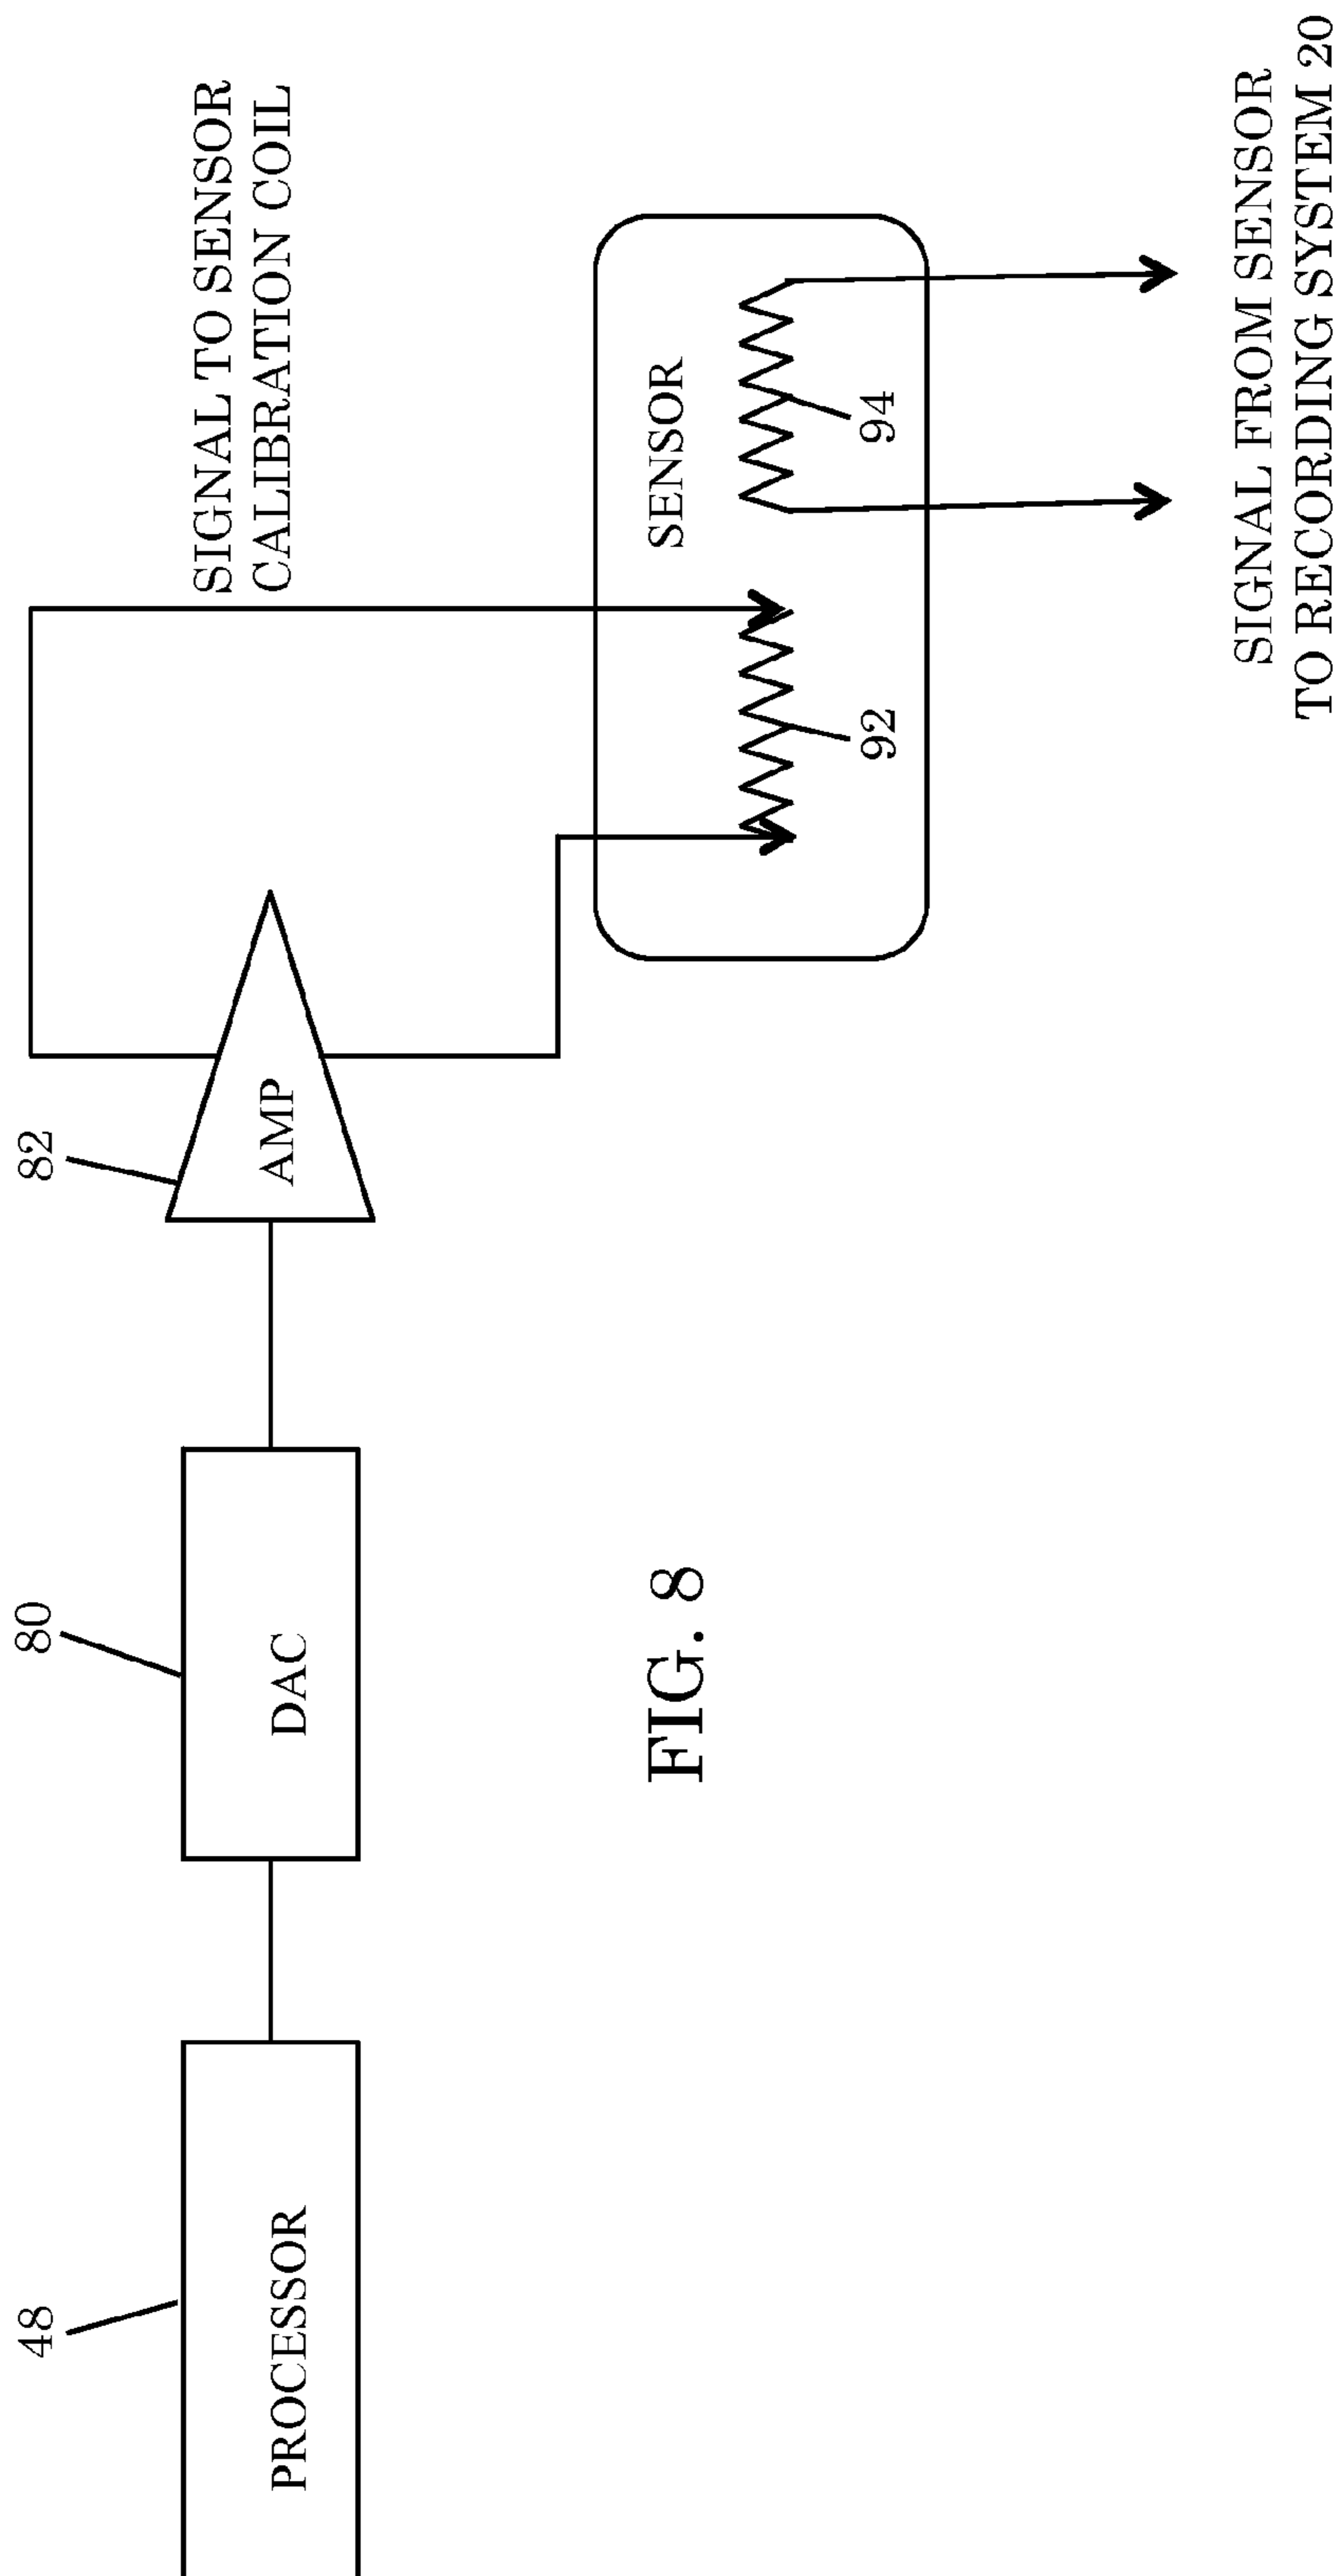 48
80
82
PROCESSOR
DAC
AMP
SIGNAL TO SENSOR
CALIBRATION COIL
SENSOR
92
94
SIGNAL FROM SENSOR
TO RECORDING SYSTEM 20
FIG. 8